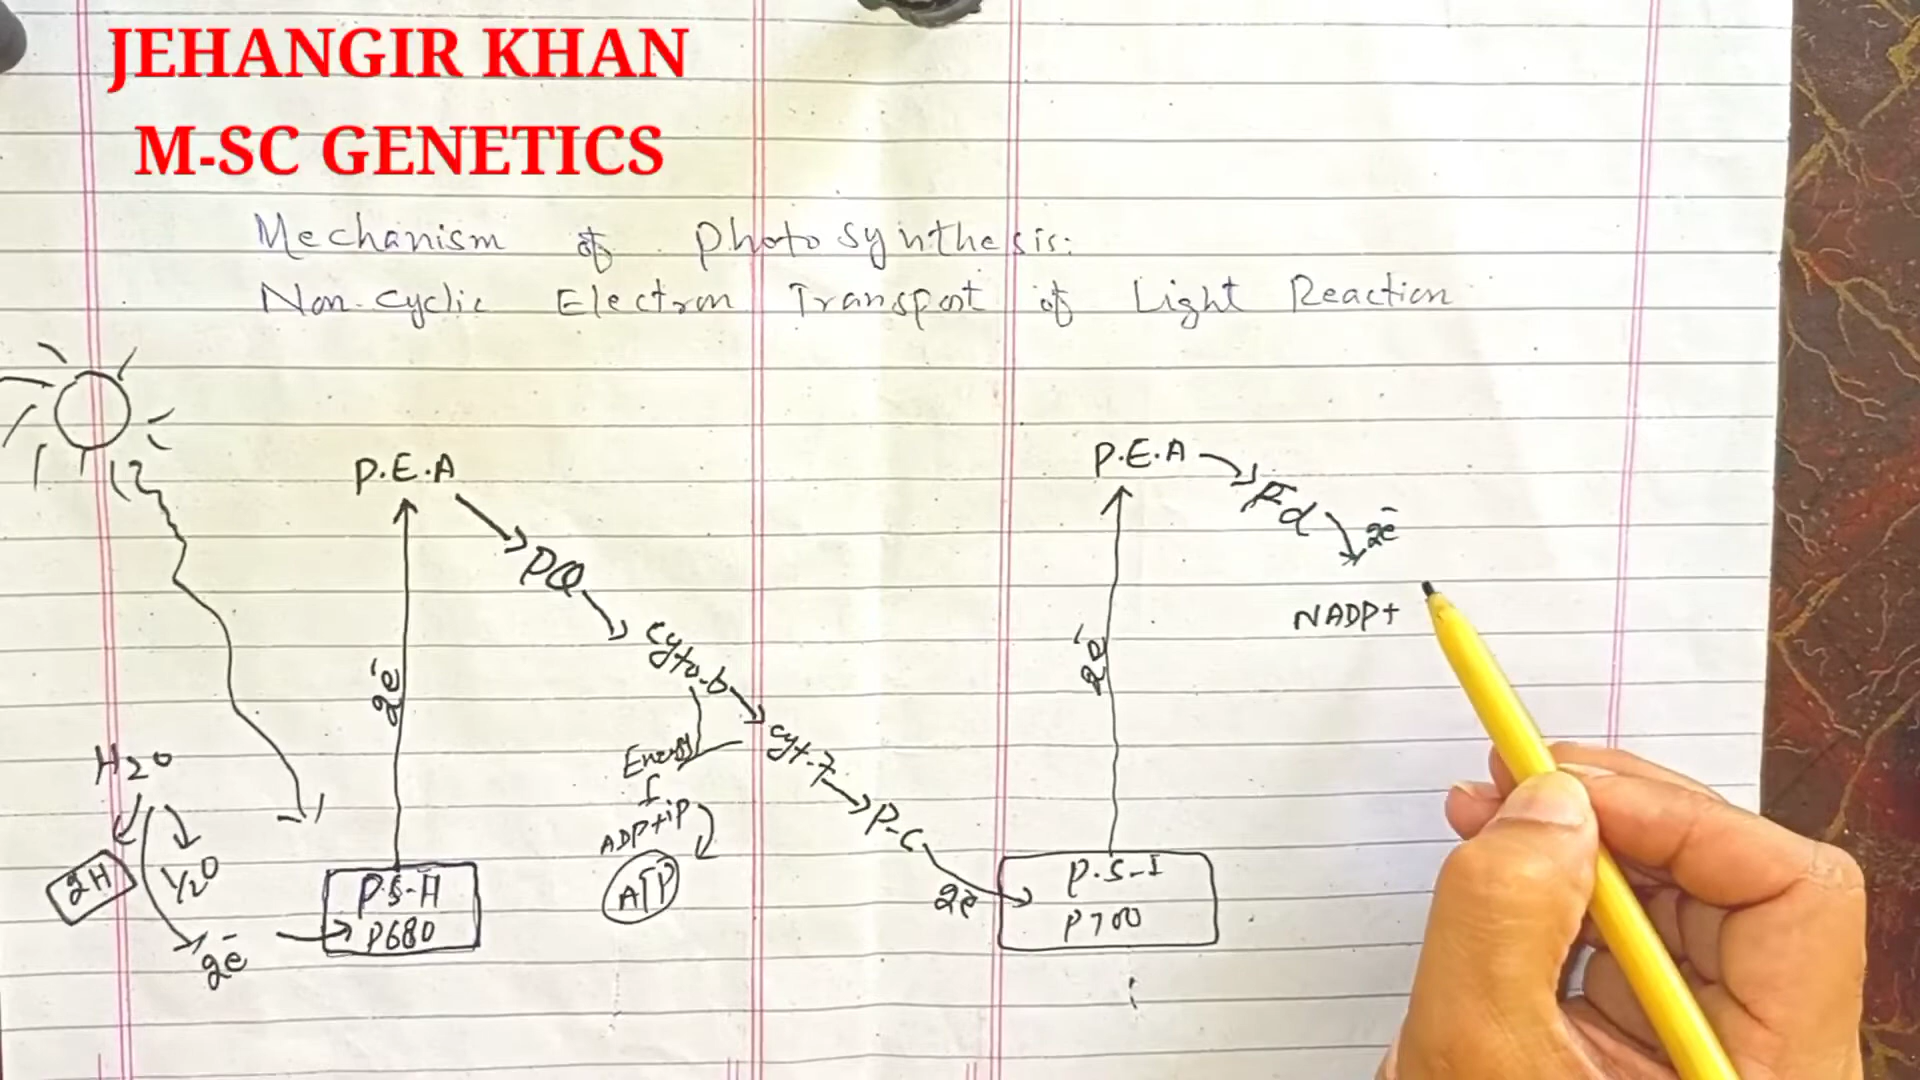 JEHANGIR KHAN
M-SC GENETICS
Mechanism of photosynthesis:
Non-cyclic Electron Transport of Light Reaction
P.E.A
PQ
cyto-b
cyt-f
P-C
2e-
2e-
Energy
ADP+iP
ATP
H2O
2H
1/2O
2e-
P.S-II
P680
P.E.A
Fd
2e-
NADP+
2e-
P.S-I
P700